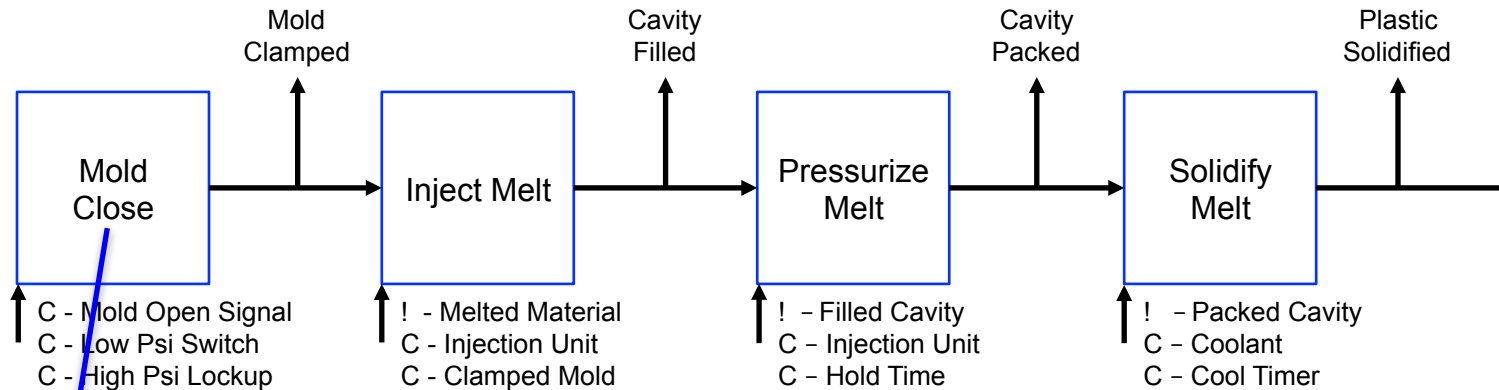 Mold
Clamped
Cavity
Filled
Cavity
Packed
Plastic
Solidified
Mold
Close
Inject Melt
Pressurize
Melt
Solidify
Melt
C - Mold Open Signal
C - Low Psi Switch
C - High Psi Lockup
! - Melted Material
C - Injection Unit
C - Clamped Mold
! – Filled Cavity
C – Injection Unit
C – Hold Time
! – Packed Cavity
C – Coolant
C – Cool Timer